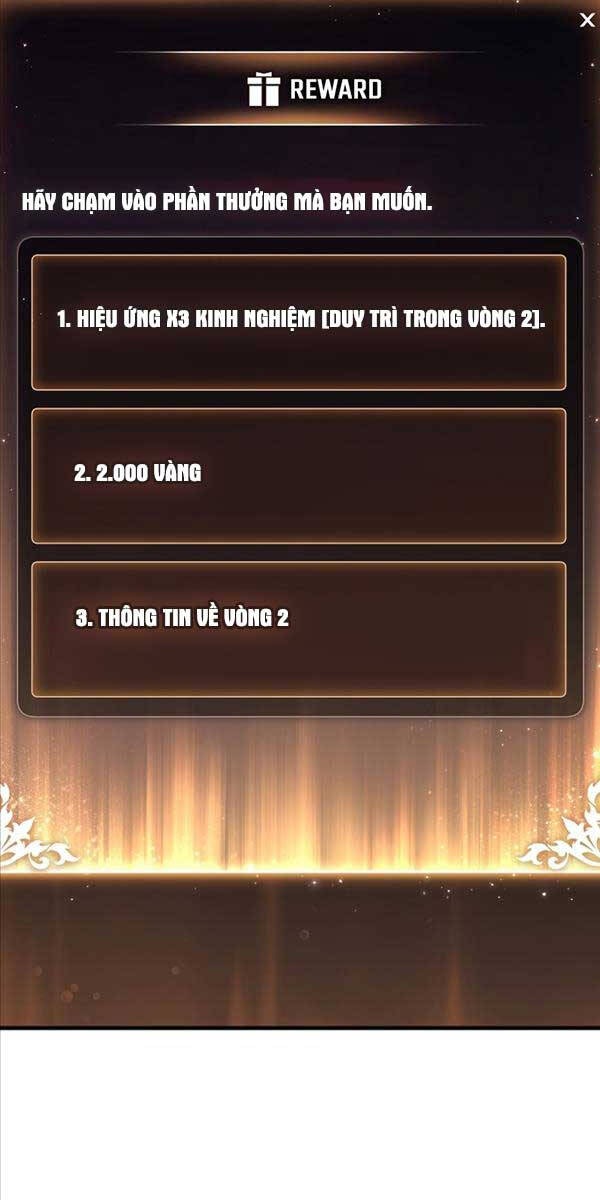 X
REWARD
HÃY CHẠM VÀO PHẦN THƯỞNG MÀ BẠN MUỐN.
1. HIỆU ỨNG X3 KINH NGHIỆM [DUY TRÌ TRONG VÒNG 2].
2. 2.000 VÀNG
3. THÔNG TIN VỀ VÒNG 2